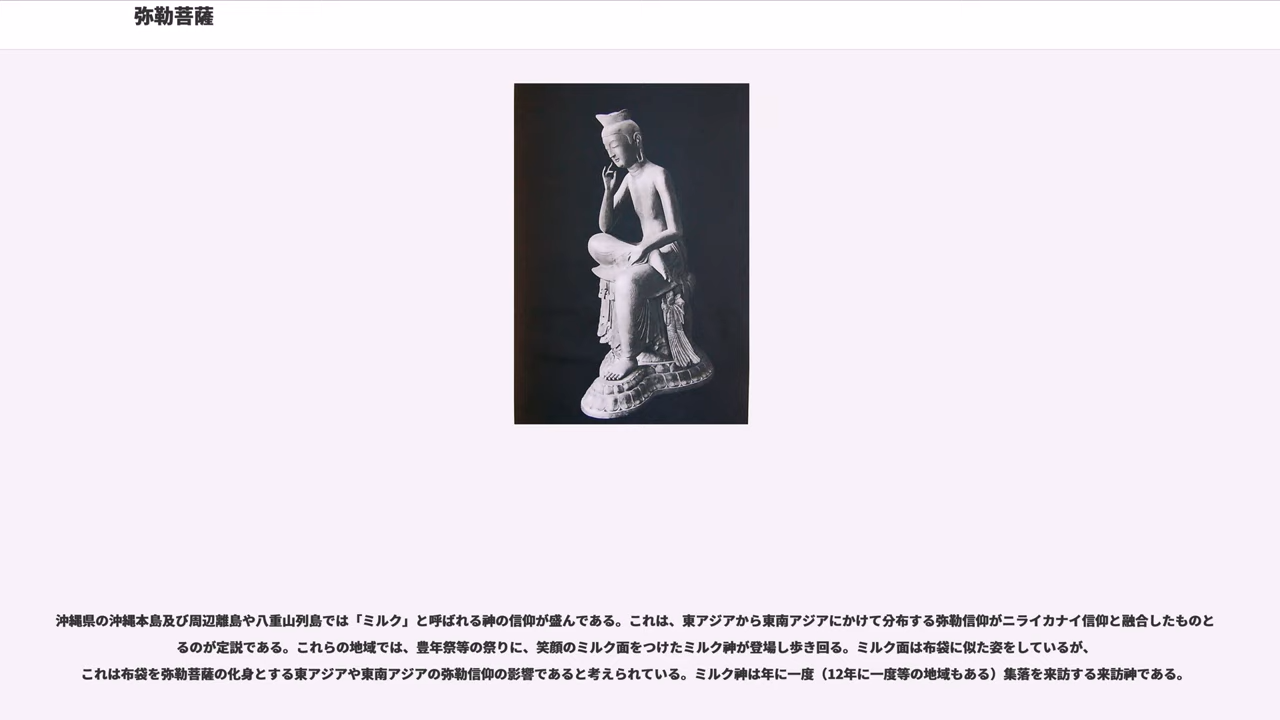 弥勒菩薩
沖縄県の沖縄本島及び周辺離島や八重山列島では「ミルク」と呼ばれる神の信仰が盛んである。これは、東アジアから東南アジアにかけて分布する弥勒信仰がニライカナイ信仰と融合したものと
るのが定説である。これらの地域では、豊年祭等の祭りに、笑顔のミルク面をつけたミルク神が登場し歩き回る。ミルク面は布袋に似た姿をしているが、
これは布袋を弥勒菩薩の化身とする東アジアや東南アジアの弥勒信仰の影響であると考えられている。ミルク神は年に一度（12年に一度等の地域もある）集落を来訪する来訪神である。